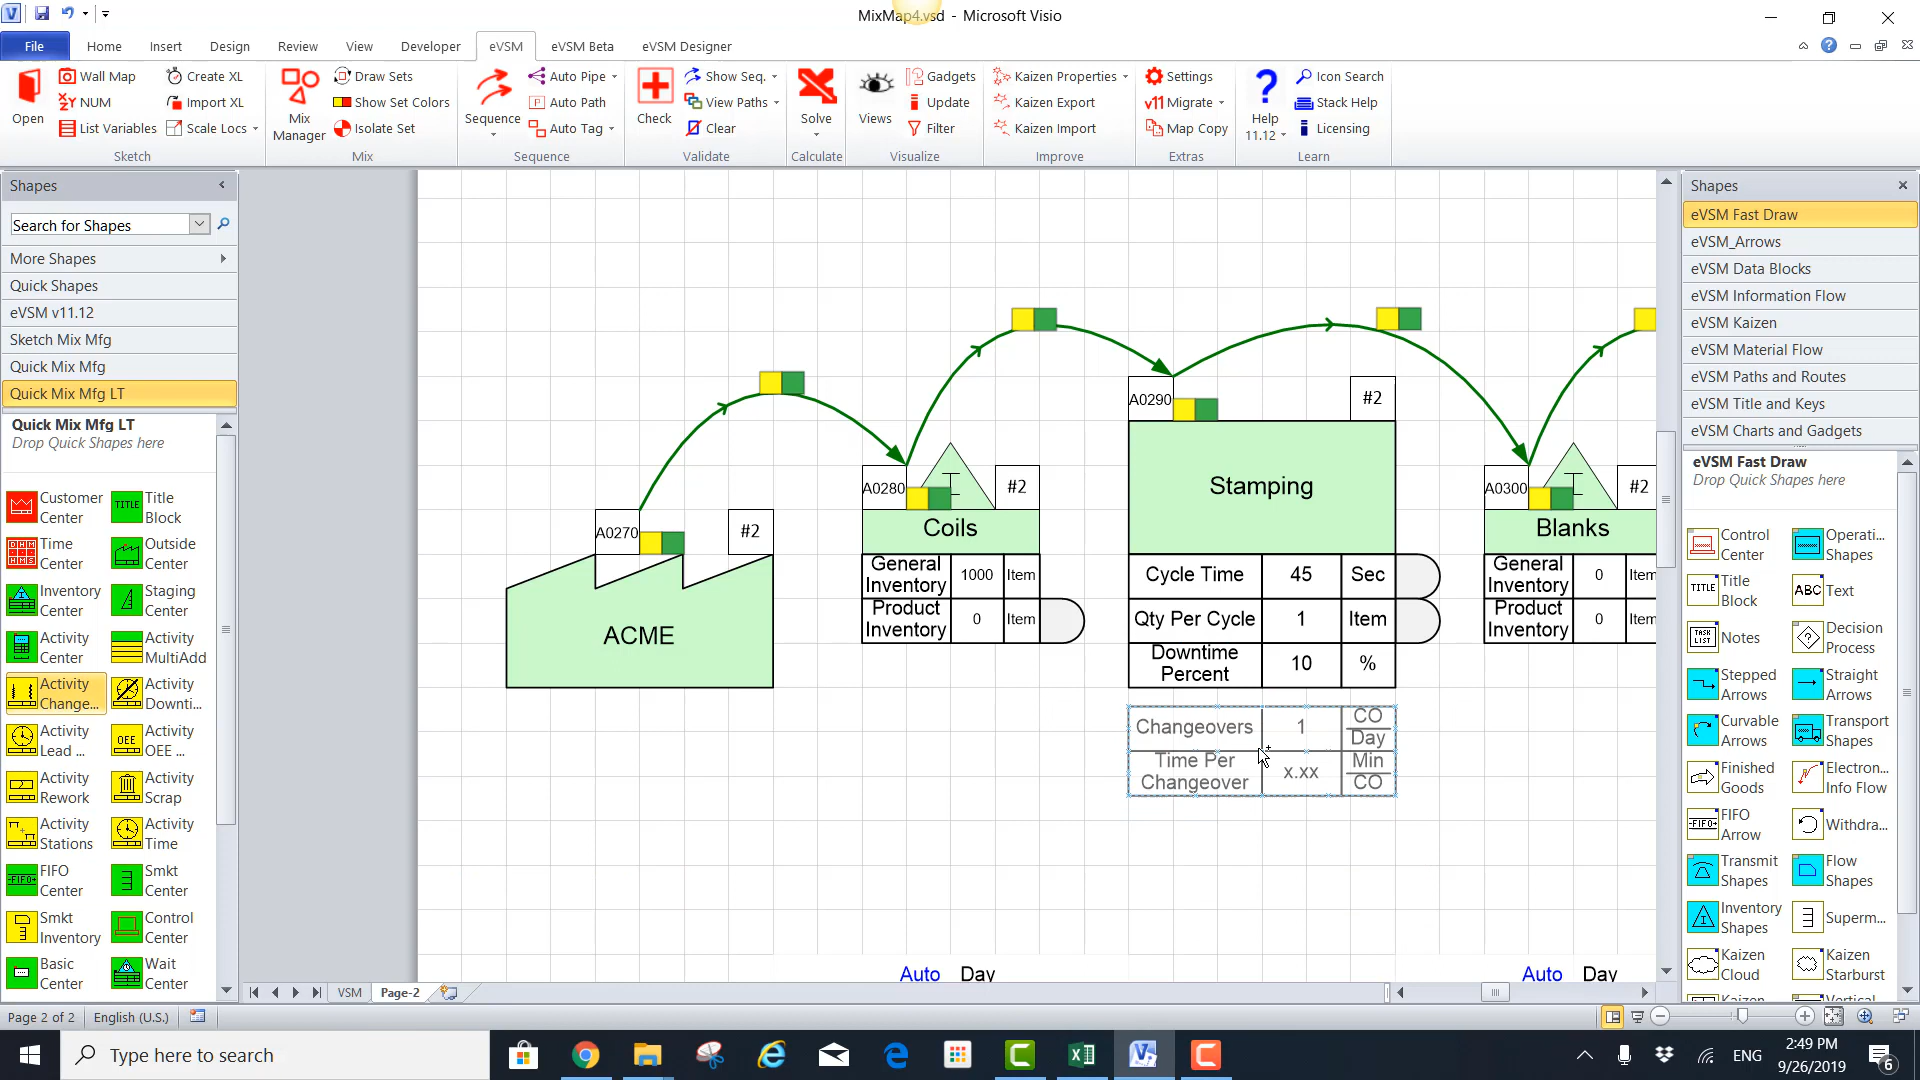 MixMap4.vsd - Microsoft Visio
File
Home
Insert
Design
Review
View
Developer
eVSM
eVSM Beta
eVSM Designer
Open
Wall Map
NUM
List Variables
Create XL
Import XL
Scale Locs
Sketch
Mix
Manager
Draw Sets
Show Set Colors
Isolate Set
Mix
Sequence
Auto Pipe
Auto Path
Auto Tag
Sequence
Check
Show Seq.
View Paths
Clear
Validate
Solve
Calculate
Views
Gadgets
Update
Filter
Visualize
Kaizen Properties
Kaizen Export
Kaizen Import
Improve
Settings
v11 Migrate
Map Copy
Extras
Help
11.12
Icon Search
Stack Help
Licensing
Learn
Shapes
Search for Shapes
More Shapes
Quick Shapes
eVSM v11.12
Sketch Mix Mfg
Quick Mix Mfg
Quick Mix Mfg LT
Quick Mix Mfg LT
Drop Quick Shapes here
Customer
Center
TITLE
Title
Block
Time
Center
Outside
Center
Inventory
Center
Staging
Center
Activity
Center
Activity
MultiAdd
Activity
Change...
Activity
Downti...
Activity
Lead ...
OEE
Activity
OEE ...
Activity
Rework
Activity
Scrap
Activity
Stations
Activity
Time
FIFO
FIFO
Center
Smkt
Center
Smkt
Inventory
Control
Center
Basic
Center
Wait
Center
A0270
#2
ACME
A0280
I
#2
Coils
General
Inventory
1000
Item
Product
Inventory
0
Item
A0290
#2
Stamping
Cycle Time
45
Sec
Qty Per Cycle
1
Item
Downtime
Percent
10
%
Changeovers
1
CO
Day
Time Per
Changeover
x.xx
Min
CO
A0300
I
#2
Blanks
General
Inventory
0
Item
Product
Inventory
0
Item
Auto
Day
Auto
Day
Shapes
eVSM Fast Draw
eVSM_Arrows
eVSM Data Blocks
eVSM Information Flow
eVSM Kaizen
eVSM Material Flow
eVSM Paths and Routes
eVSM Title and Keys
eVSM Charts and Gadgets
eVSM Fast Draw
Drop Quick Shapes here
Control
Center
Operati...
Shapes
TITLE
Title
Block
ABC
Text
TASK
LIST
Notes
Decision
Process
Stepped
Arrows
Straight
Arrows
Curvable
Arrows
Transport
Shapes
Finished
Goods
Electron...
Info Flow
FIFO
FIFO
Arrow
Withdra...
Transmit
Shapes
Flow
Shapes
Inventory
Shapes
Superm...
Kaizen
Cloud
Kaizen
Starburst
Kaizen
Vertical
VSM
Page-2
Page 2 of 2
English (U.S.)
Type here to search
ENG
2:49 PM
9/26/2019
6